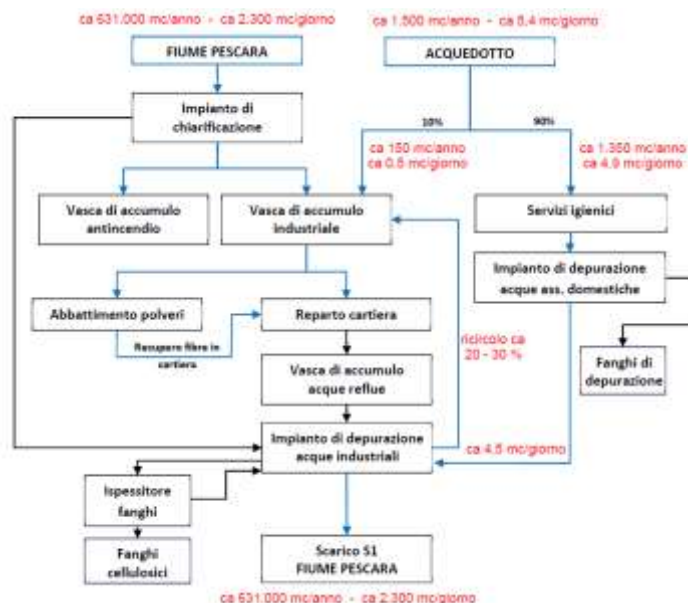 ca 631.000 mc/anno - ca 2.300 mc/giorno
ca 1.500 mc/anno - ca 5.4 mc/giorno
FIUME PESCARA
ACQUEDOTTO
Impianto di
chiarificazione
10%
90%
ca 150 mc/anno
ca 0.5 mc/giorno
ca 1.350 mc/anno
ca 4.9 mc/giorno
Vasca di accumulo
antincendio
Vasca di accumulo
industriale
Servizi igienici
Impianto di depurazione
acque ass. domestiche
Abbattimento polveri
Reparto cartiera
Recupero fibre in
cartiera
ricircolo ca
20 - 30 %
Fanghi di
depurazione
Vasca di accumulo
acque reflue
Impianto di depurazione
acque industriali
ca 4.5 mc/giorno
Ispessitore
fanghi
Fanghi
cellulosici
Scarico S1
FIUME PESCARA
ca 631.000 mc/anno - ca 2.300 mc/giorno